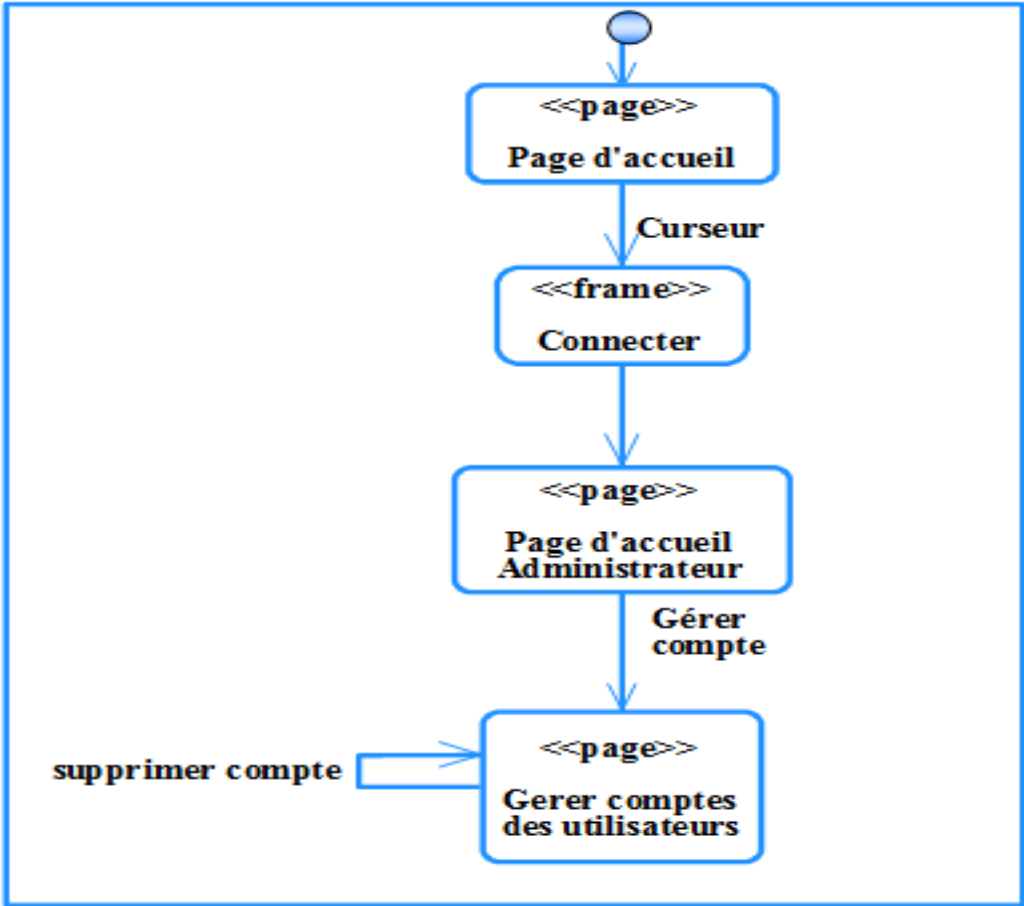 <<page>>
Page d'accueil
Curseur
<<frame>>
Connecter
<<page>>
Page d'accueil
Administrateur
Gérer
compte
<<page>>
supprimer compte
Gerer comptes
des utilisateurs